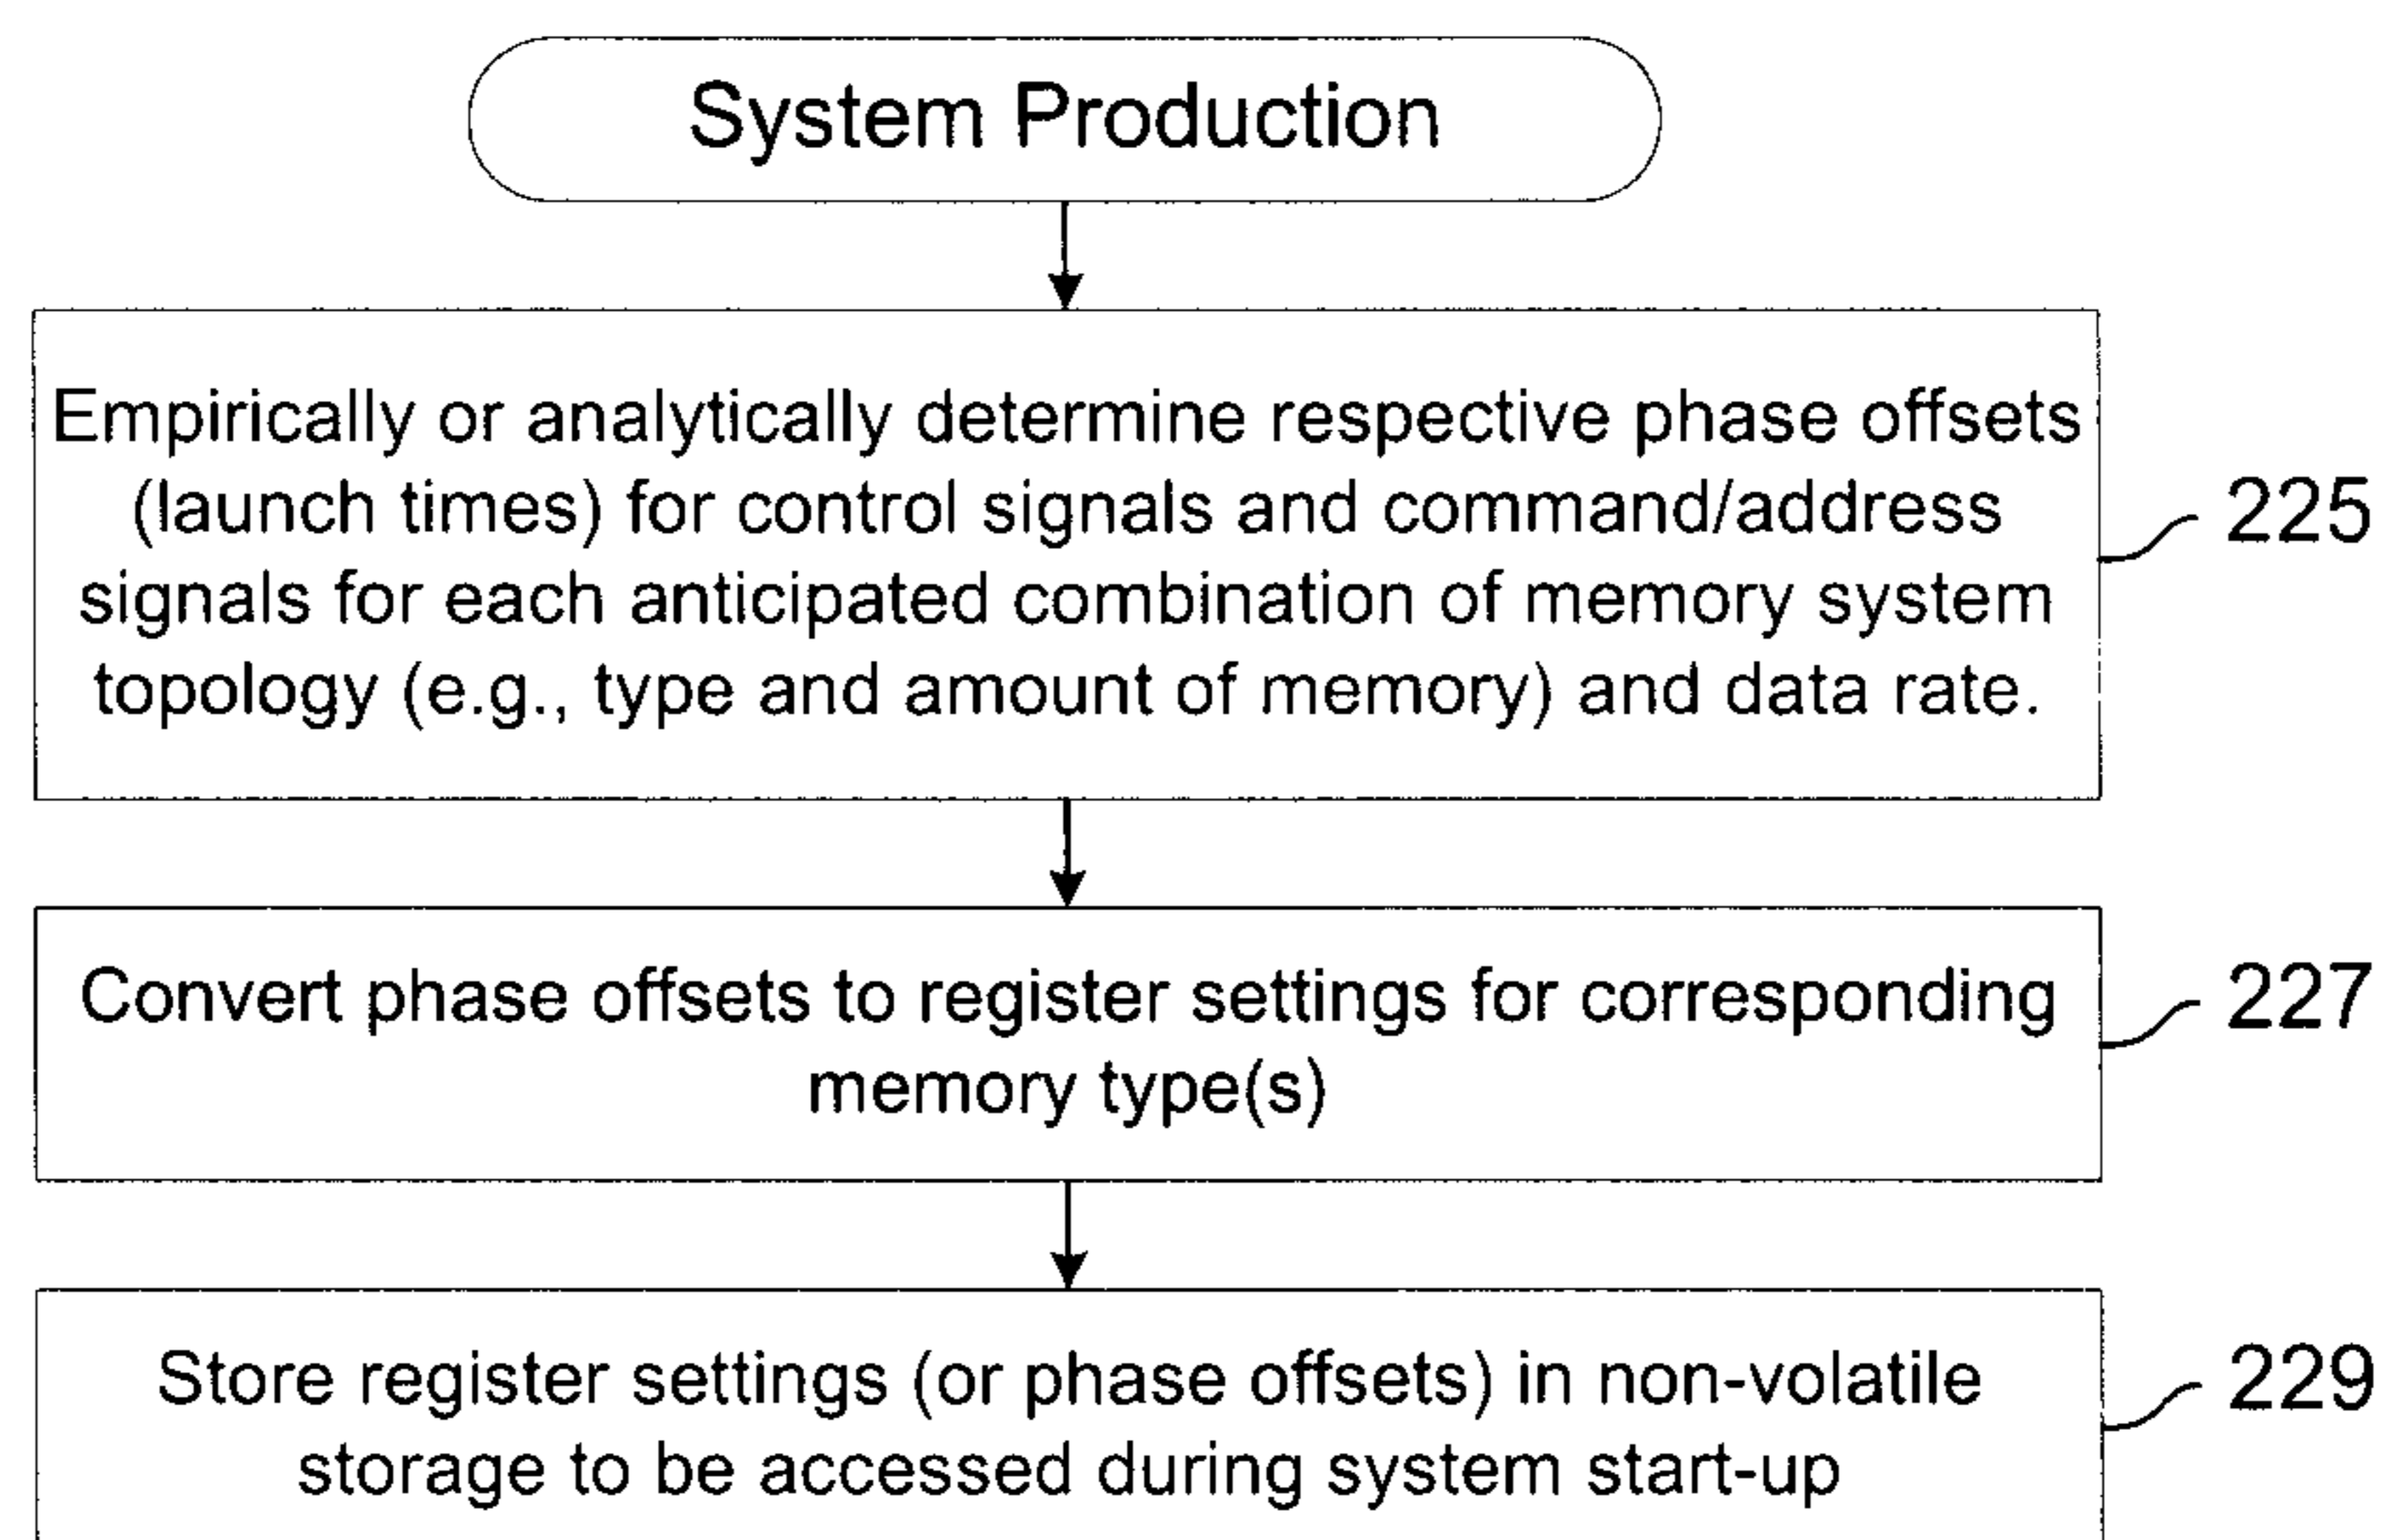 System Production
Empirically or analytically determine respective phase offsets
(launch times) for control signals and command/address
signals for each anticipated combination of memory system
topology (e.g., type and amount of memory) and data rate.
225
Convert phase offsets to register settings for corresponding
memory type(s)
227
Store register settings (or phase offsets) in non-volatile
storage to be accessed during system start-up
229